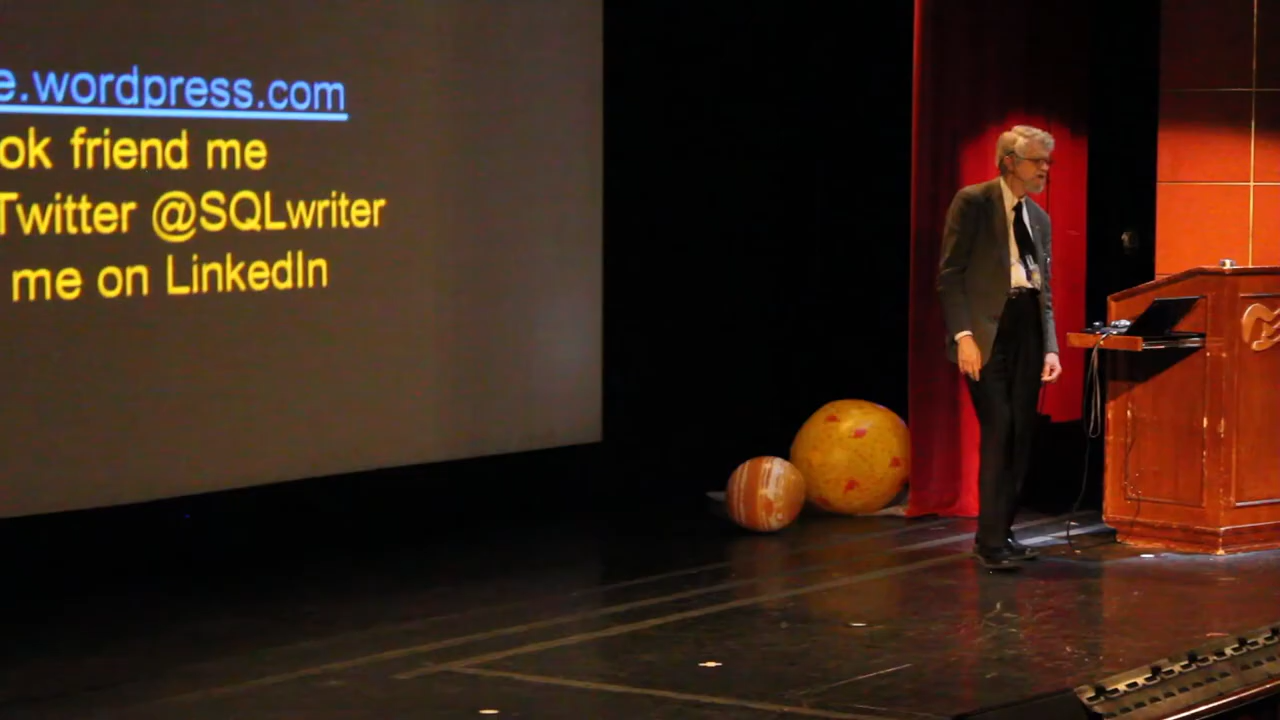 e.wordpress.com
ok friend me
Twitter @SQLwriter
me on LinkedIn